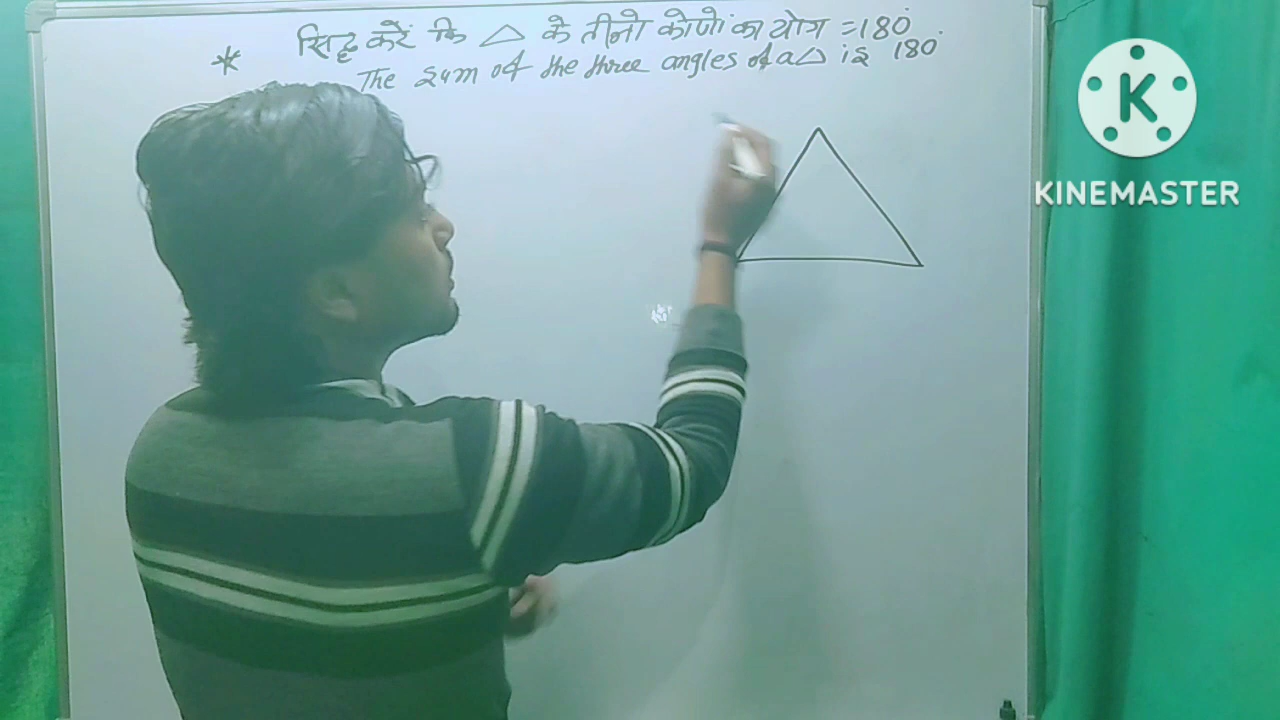 * सिद्ध करें कि △ के तीनो कोणो का योग = 180°
The sum of the three angles of a △ is 180°
K
KINEMASTER